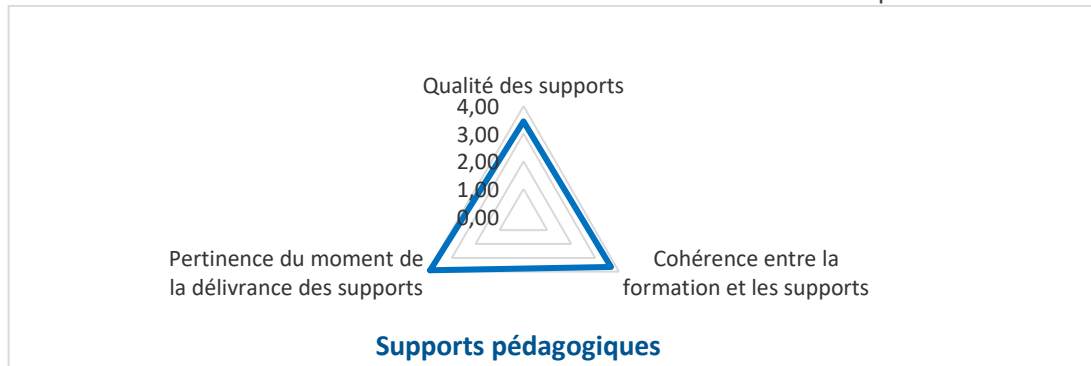 Qualité des supports
4,00
3,00
2,00
1,00
0,00
Pertinence du moment de
la délivrance des supports
Cohérence entre la
formation et les supports
Supports pédagogiques